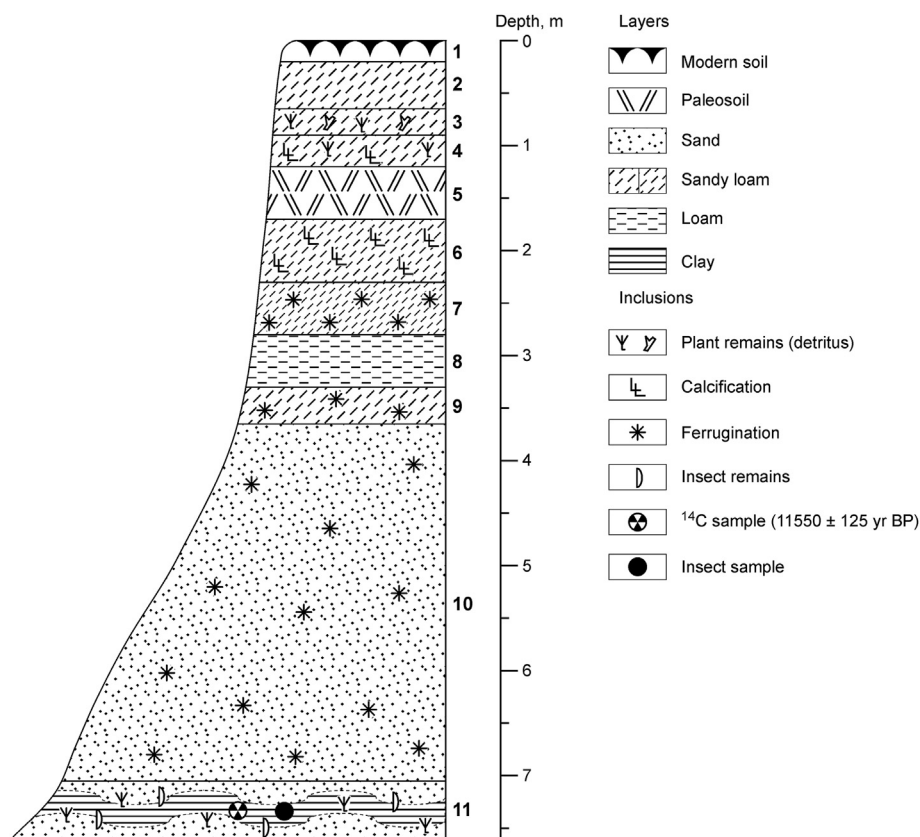 Depth, m
0
1
2
3
4
5
6
7
1
2
3
4
5
6
7
8
9
10
11
Layers
Modern soil
Paleosoil
Sand
Sandy loam
Loam
Clay
Inclusions
Plant remains (detritus)
Calcification
Ferrugination
Insect remains
¹⁴C sample (11550 ± 125 yr BP)
Insect sample